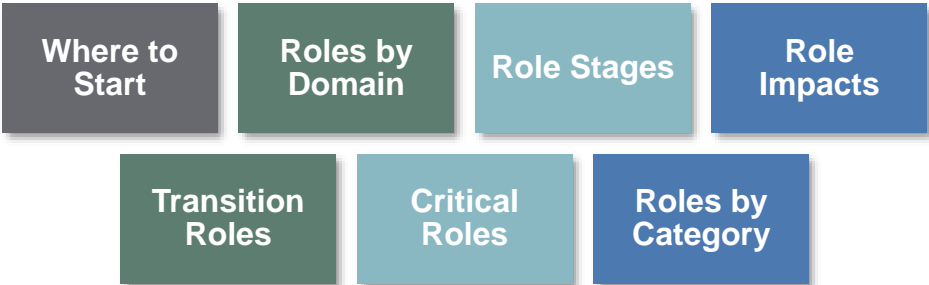 Where to
Start
Roles by
Domain
Role Stages
Role
Impacts
Transition
Roles
Critical
Roles
Roles by
Category